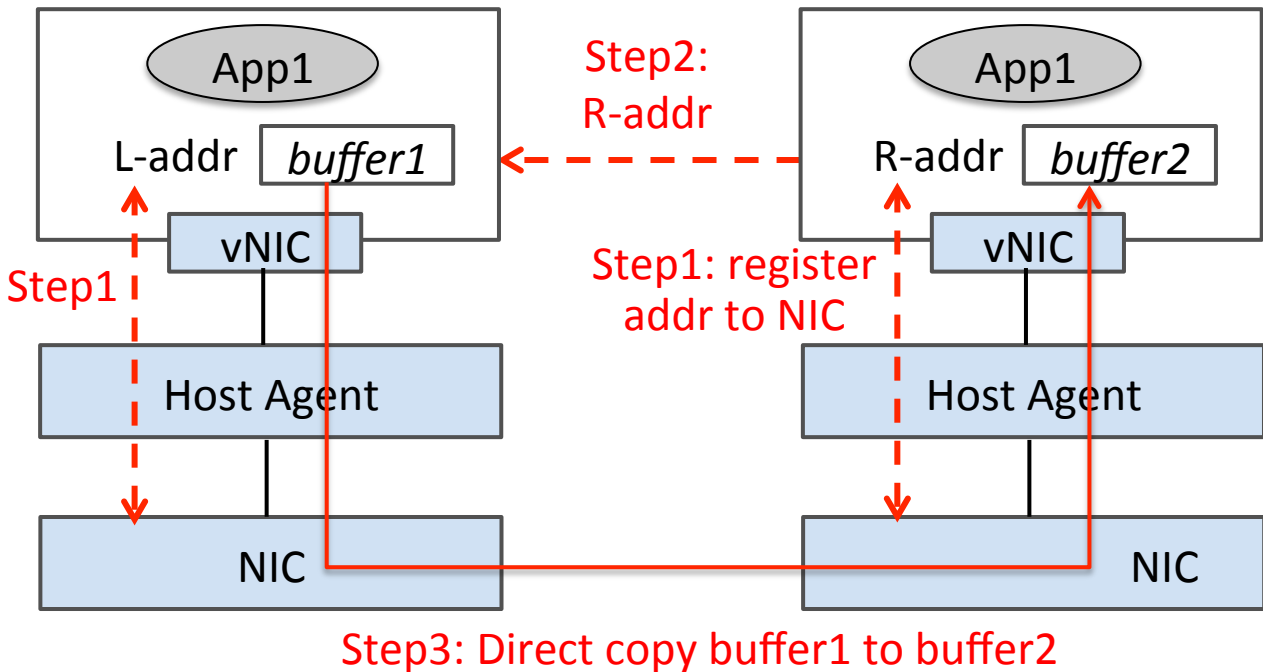 App1
L-addr
buffer1
vNIC
Step1
Host Agent
NIC
Step2:
R-addr
App1
R-addr
buffer2
vNIC
Step1: register
addr to NIC
Host Agent
NIC
Step3: Direct copy buffer1 to buffer2